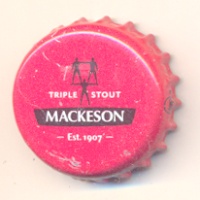 TRIPLE STOUT
MACKESON
– Est. 1907 –